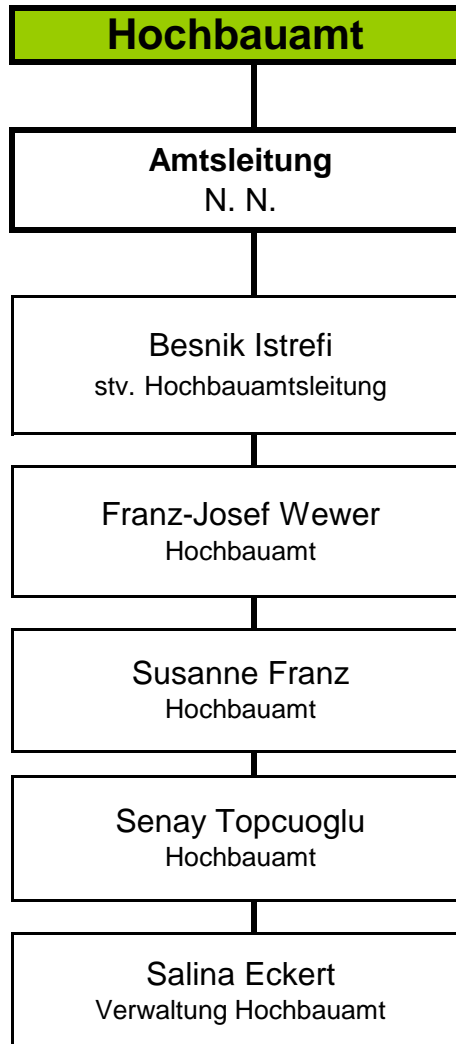 Hochbauamt
Amtsleitung
N. N.
Besnik Istrefi
stv. Hochbauamtsleitung
Franz-Josef Wewer
Hochbauamt
Susanne Franz
Hochbauamt
Senay Topcuoglu
Hochbauamt
Salina Eckert
Verwaltung Hochbauamt